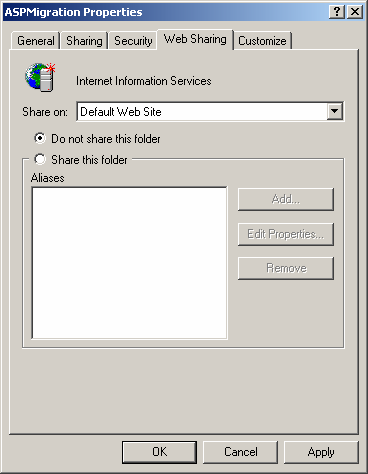 ASPMigration Properties
General Sharing Security Web Sharing Customize
Internet Information Services
Share on: Default Web Site
Do not share this folder
Share this folder
Aliases
Add...
Edit Properties...
Remove
OK Cancel Apply